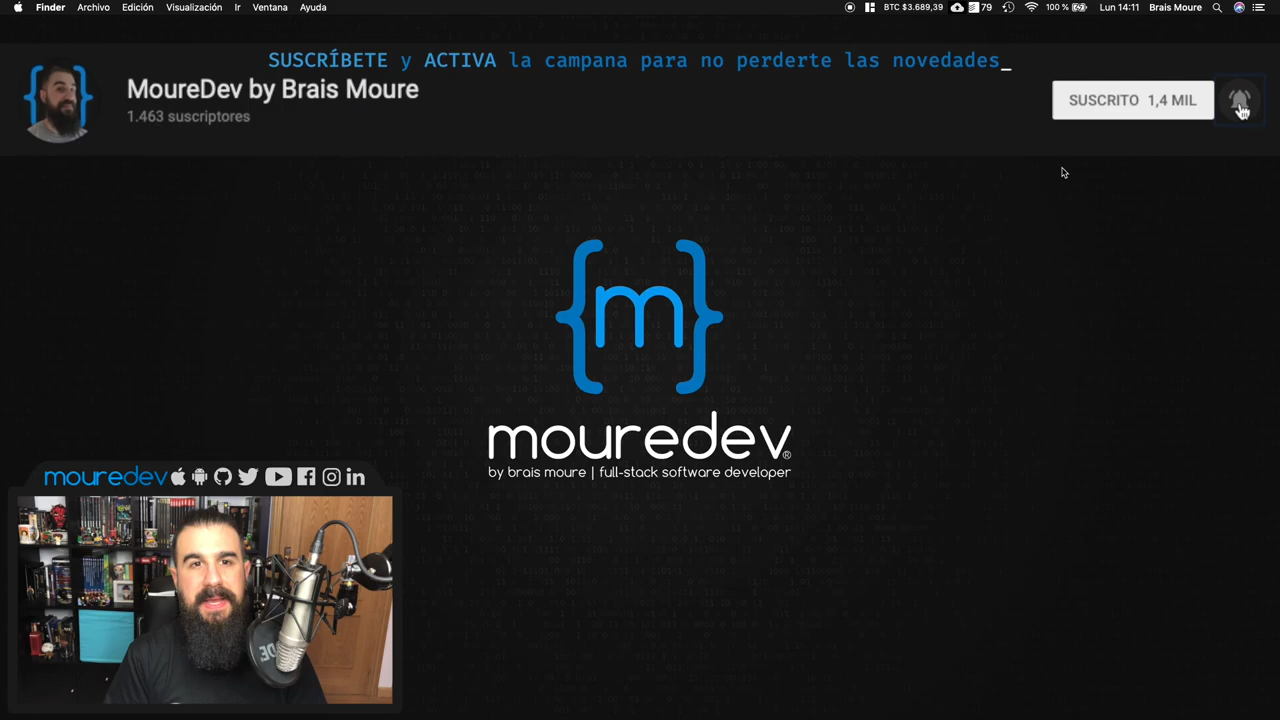 Finder Archivo Edición Visualización Ir Ventana Ayuda BTC $3.689,39 79 100 % Lun 14:11 Brais Moure
SUSCRÍBETE y ACTIVA la campana para no perderte las novedades_
MoureDev by Brais Moure
1.463 suscriptores
SUSCRITO 1,4 MIL
{m}
mouredev®
by brais moure | full-stack software developer
mouredev